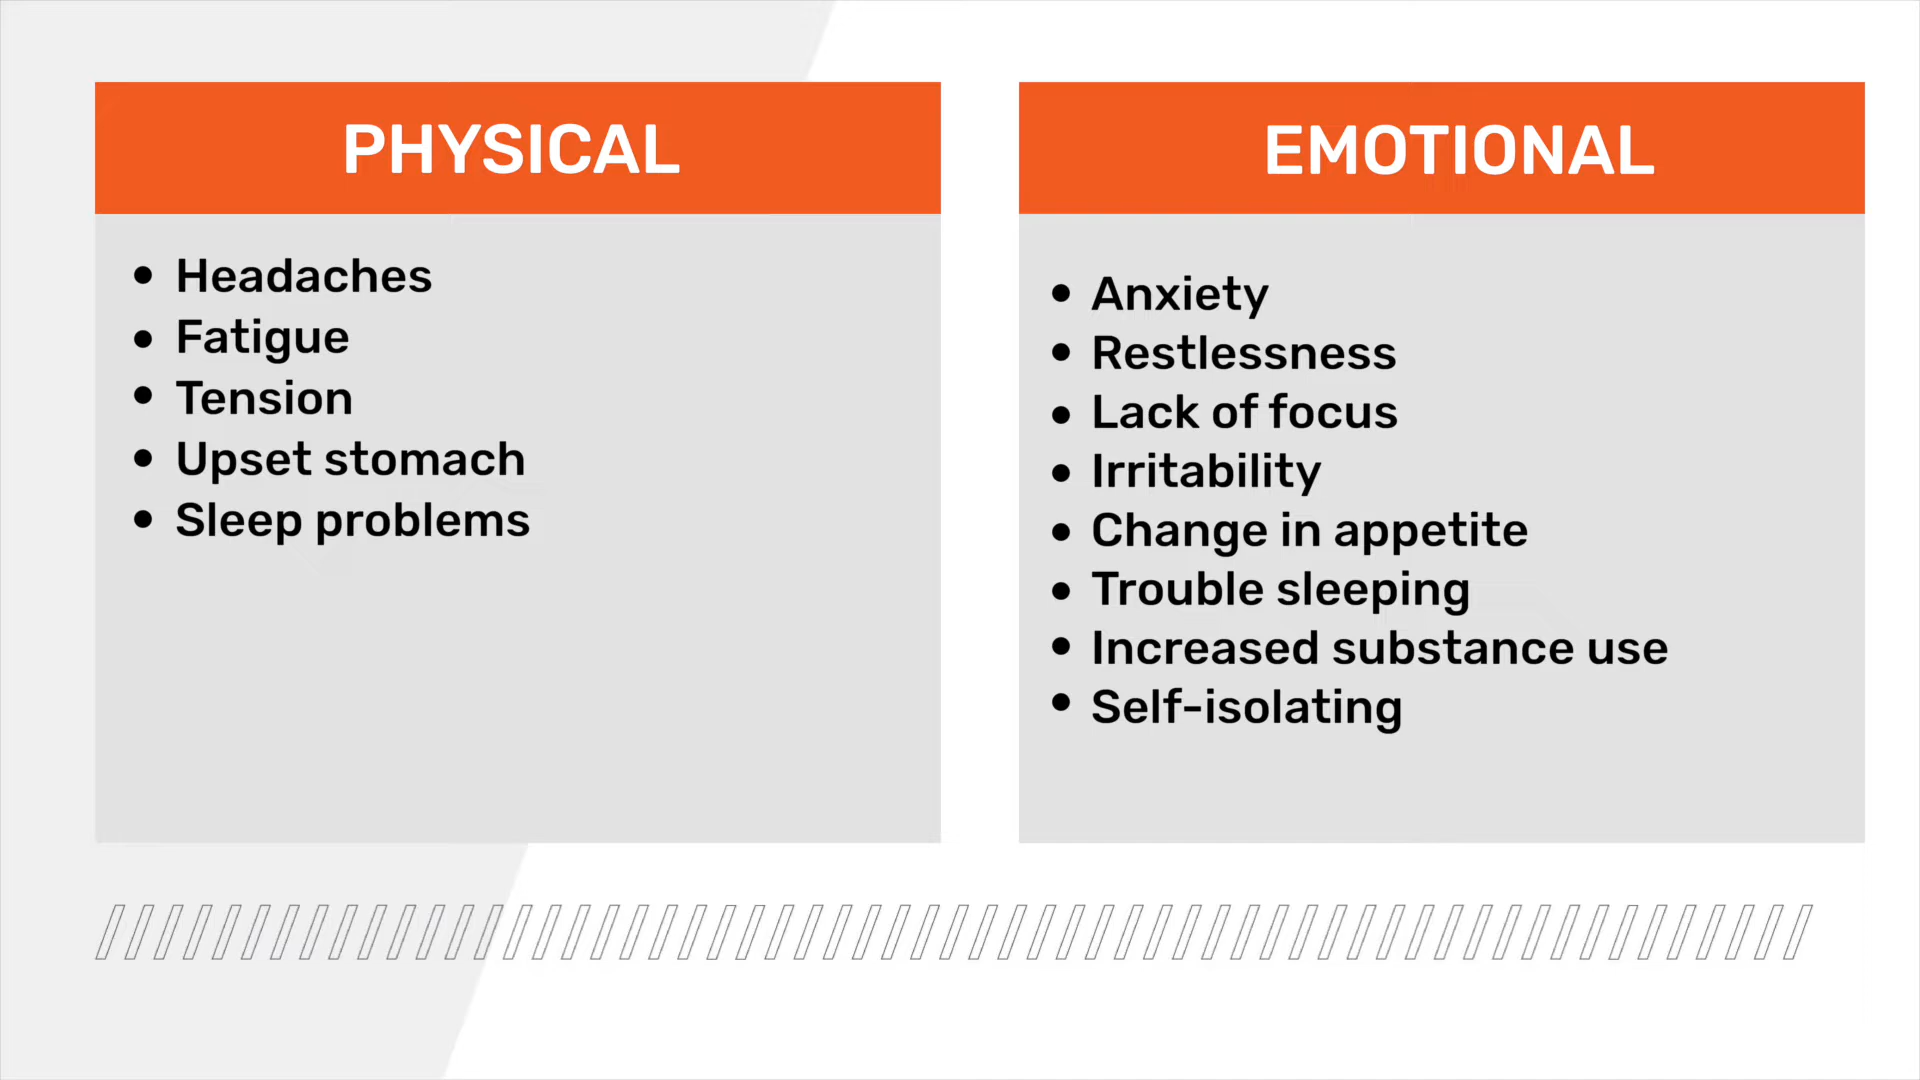 PHYSICAL
Headaches
Fatigue
Tension
Upset stomach
Sleep problems
EMOTIONAL
Anxiety
Restlessness
Lack of focus
Irritability
Change in appetite
Trouble sleeping
Increased substance use
Self-isolating